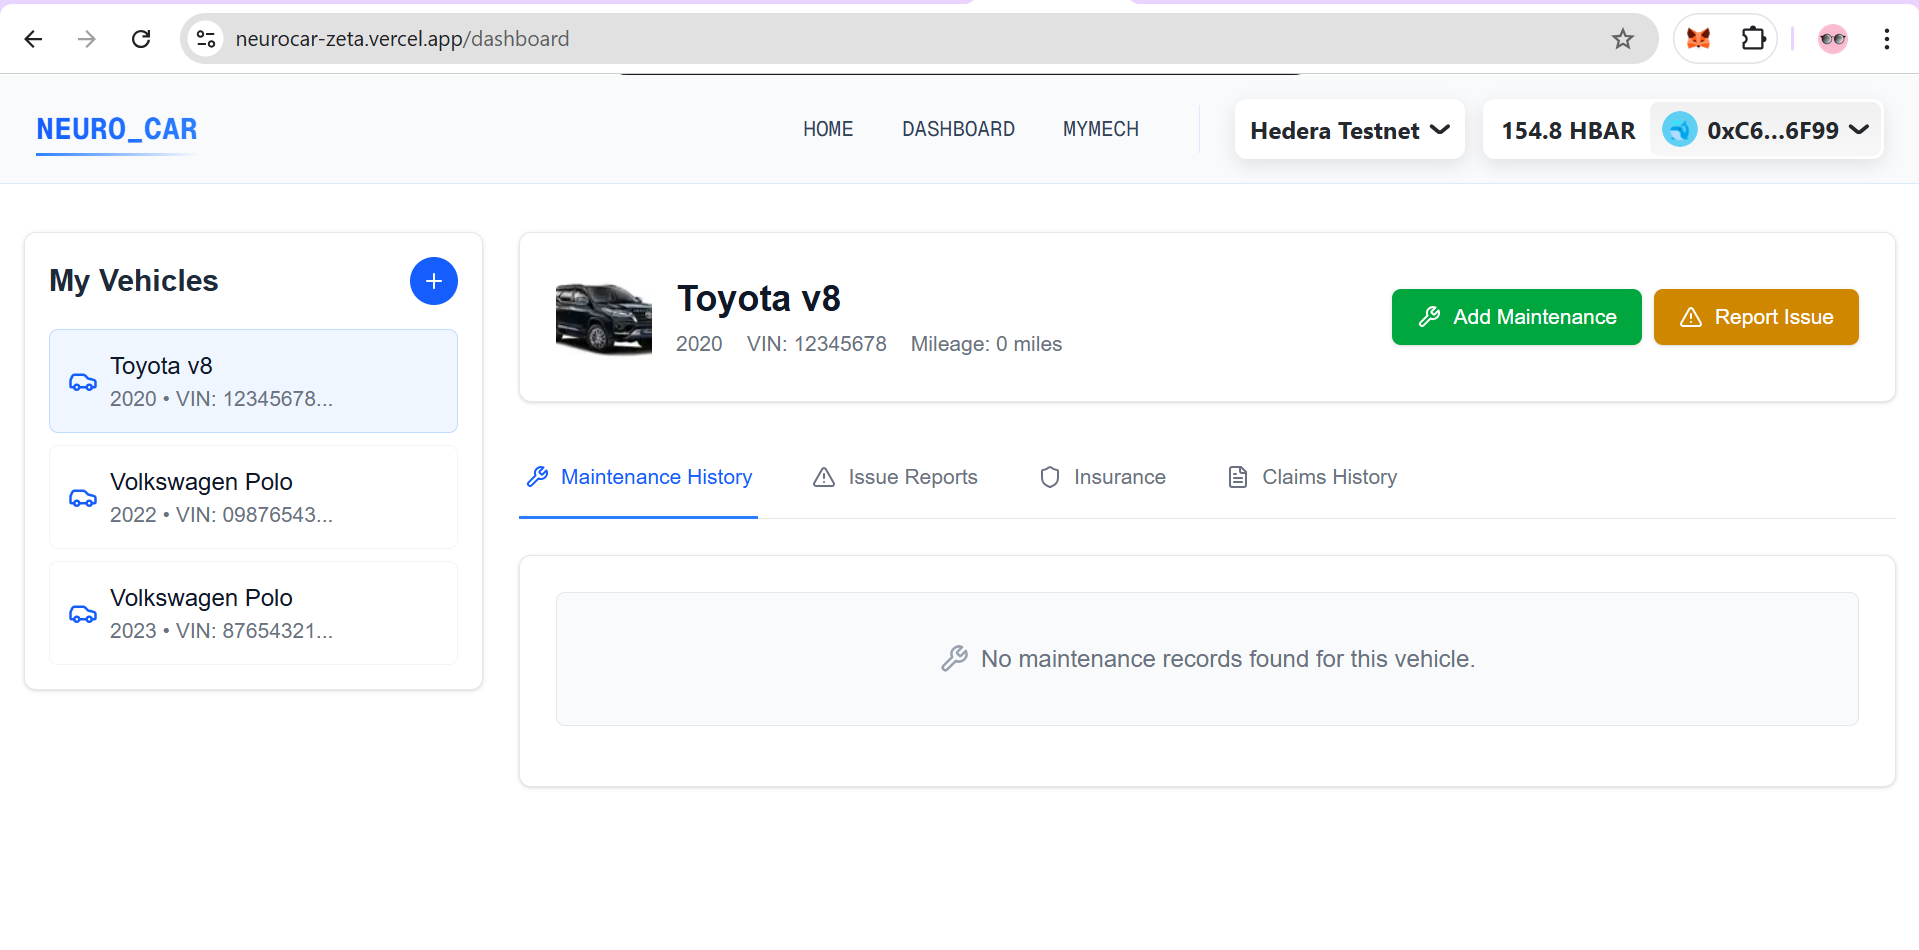 neurocar-zeta.vercel.app/dashboard
NEURO_CAR
HOME DASHBOARD MYMECH Hedera Testnet 154.8 HBAR 0xC6...6F99
My Vehicles
Toyota v8
2020 • VIN: 12345678...
Volkswagen Polo
2022 • VIN: 09876543...
Volkswagen Polo
2023 • VIN: 87654321...
Toyota v8
2020 VIN: 12345678 Mileage: 0 miles
Add Maintenance Report Issue
Maintenance History Issue Reports Insurance Claims History
No maintenance records found for this vehicle.